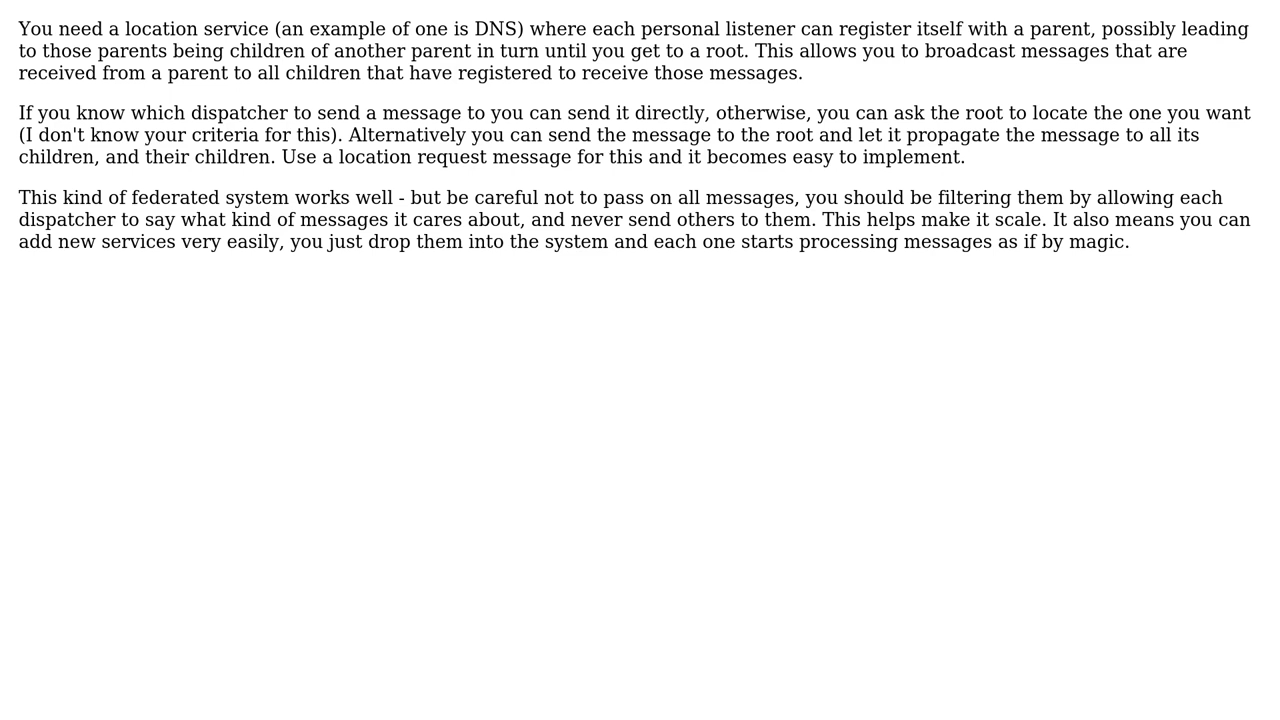 You need a location service (an example of one is DNS) where each personal listener can register itself with a parent, possibly leading
to those parents being children of another parent in turn until you get to a root. This allows you to broadcast messages that are
received from a parent to all children that have registered to receive those messages.
If you know which dispatcher to send a message to you can send it directly, otherwise, you can ask the root to locate the one you want
(I don't know your criteria for this). Alternatively you can send the message to the root and let it propagate the message to all its
children, and their children. Use a location request message for this and it becomes easy to implement.
This kind of federated system works well - but be careful not to pass on all messages, you should be filtering them by allowing each
dispatcher to say what kind of messages it cares about, and never send others to them. This helps make it scale. It also means you can
add new services very easily, you just drop them into the system and each one starts processing messages as if by magic.